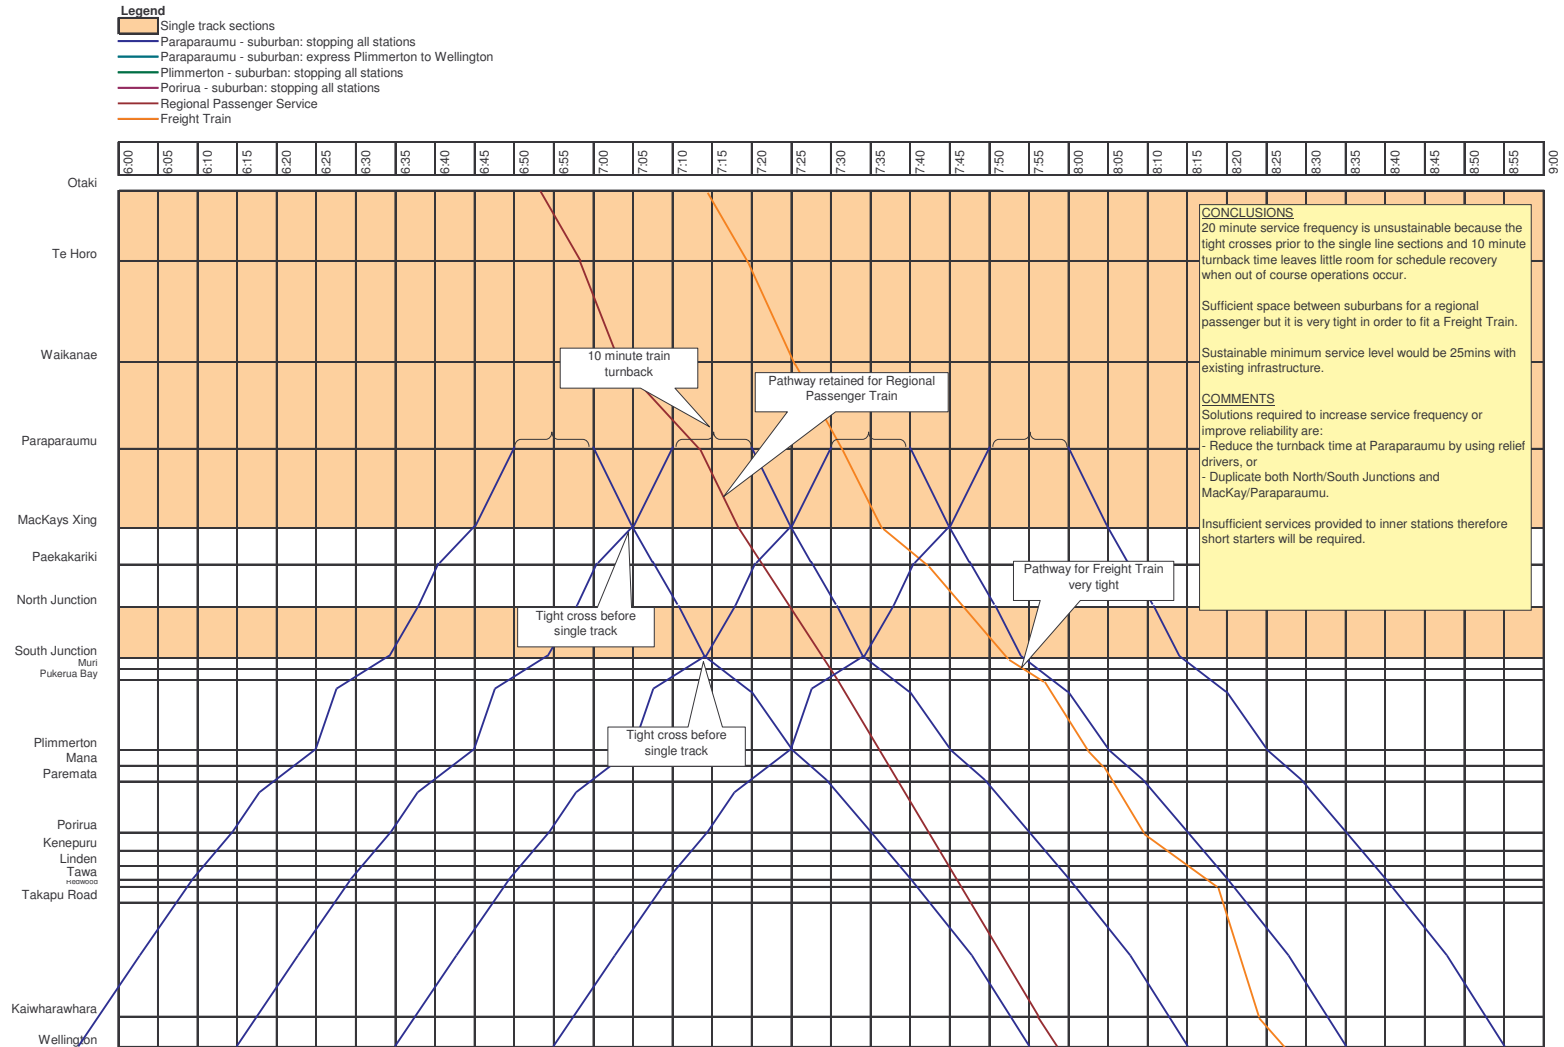 Legend
Single track sections
Paraparaumu - suburban: stopping all stations
Paraparaumu - suburban: express Plimmerton to Wellington
Plimmerton - suburban: stopping all stations
Porirua - suburban: stopping all stations
Regional Passenger Service
Freight Train
6:00 6:05 6:10 6:15 6:20 6:25 6:30 6:35 6:40 6:45 6:50 6:55 7:00 7:05 7:10 7:15 7:20 7:25 7:30 7:35 7:40 7:45 7:50 7:55 8:00 8:05 8:10 8:15 8:20 8:25 8:30 8:35 8:40 8:45 8:50 8:55 9:00
Otaki
Te Horo
Waikanae
Paraparaumu
MacKays Xing
Paekakariki
North Junction
South Junction
Muri
Pukerua Bay
Plimmerton
Mana
Paremata
Porirua
Kenepuru
Linden
Tawa
Redwood
Takapu Road
Kaiwharawhara
Wellington
10 minute train
turnback
Pathway retained for Regional
Passenger Train
Tight cross before
single track
Tight cross before
single track
Pathway for Freight Train
very tight
CONCLUSIONS
20 minute service frequency is unsustainable because the
tight crosses prior to the single line sections and 10 minute
turnback time leaves little room for schedule recovery
when out of course operations occur.
Sufficient space between suburbans for a regional
passenger but it is very tight in order to fit a Freight Train.
Sustainable minimum service level would be 25mins with
existing infrastructure.
COMMENTS
Solutions required to increase service frequency or
improve reliability are:
- Reduce the turnback time at Paraparaumu by using relief
drivers, or
- Duplicate both North/South Junctions and
MacKay/Paraparaumu.
Insufficient services provided to inner stations therefore
short starters will be required.